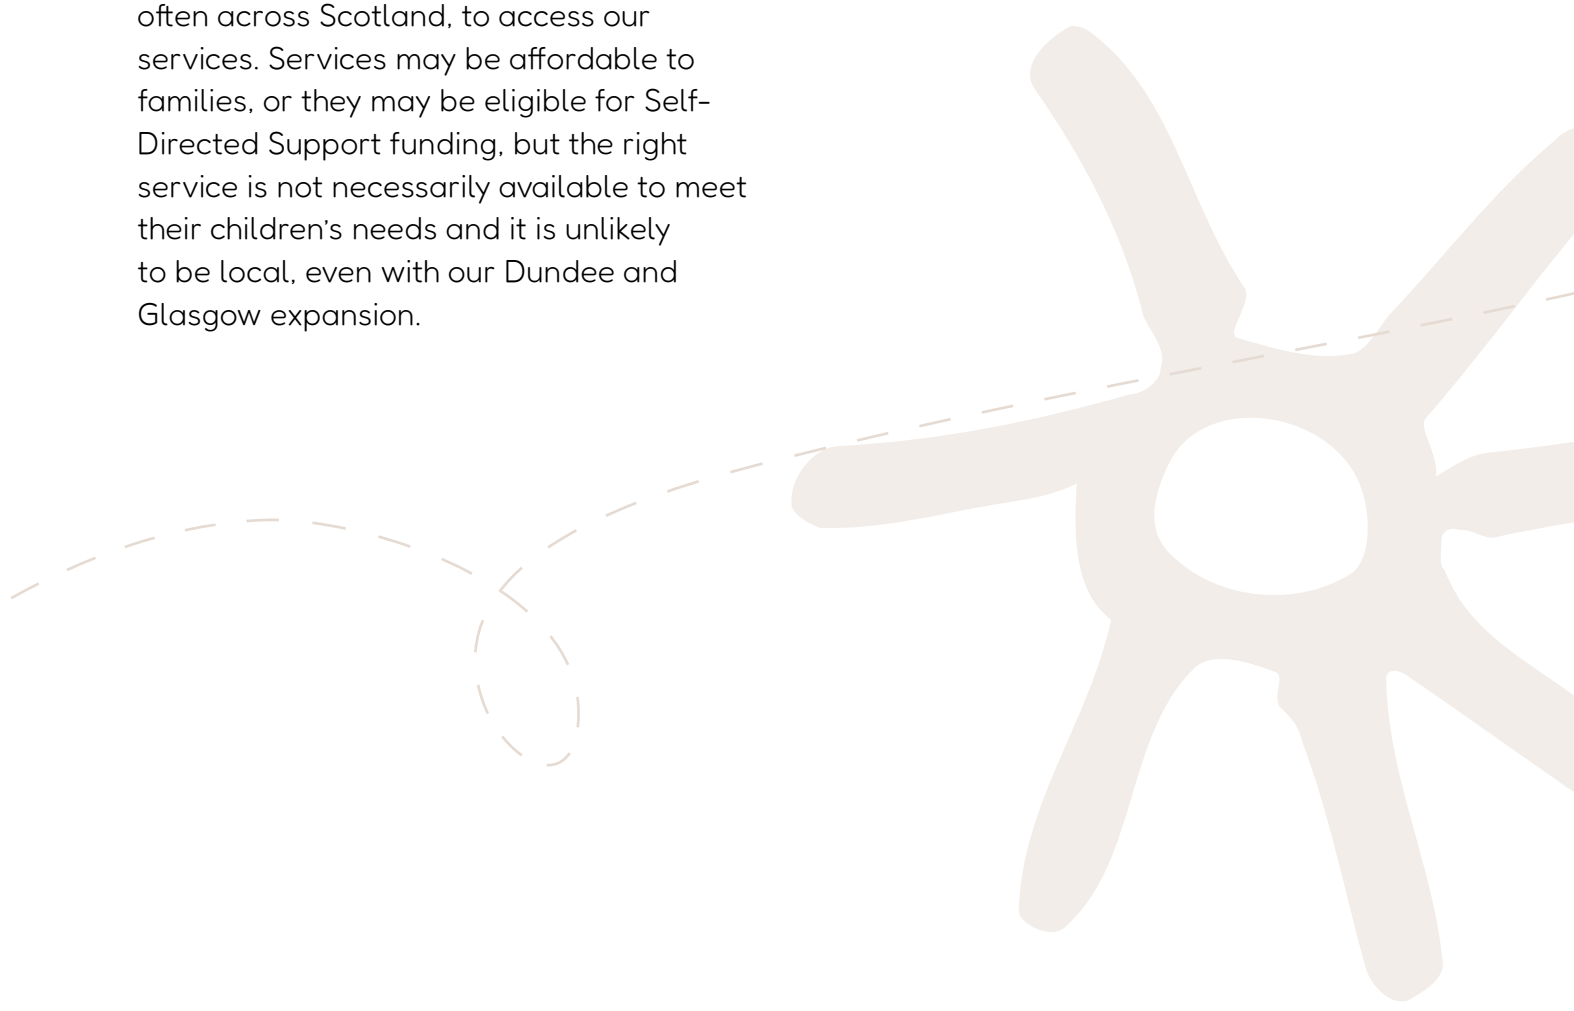 often across Scotland, to access our
services. Services may be affordable to
families, or they may be eligible for Self-
Directed Support funding, but the right
service is not necessarily available to meet
their children’s needs and it is unlikely
to be local, even with our Dundee and
Glasgow expansion.